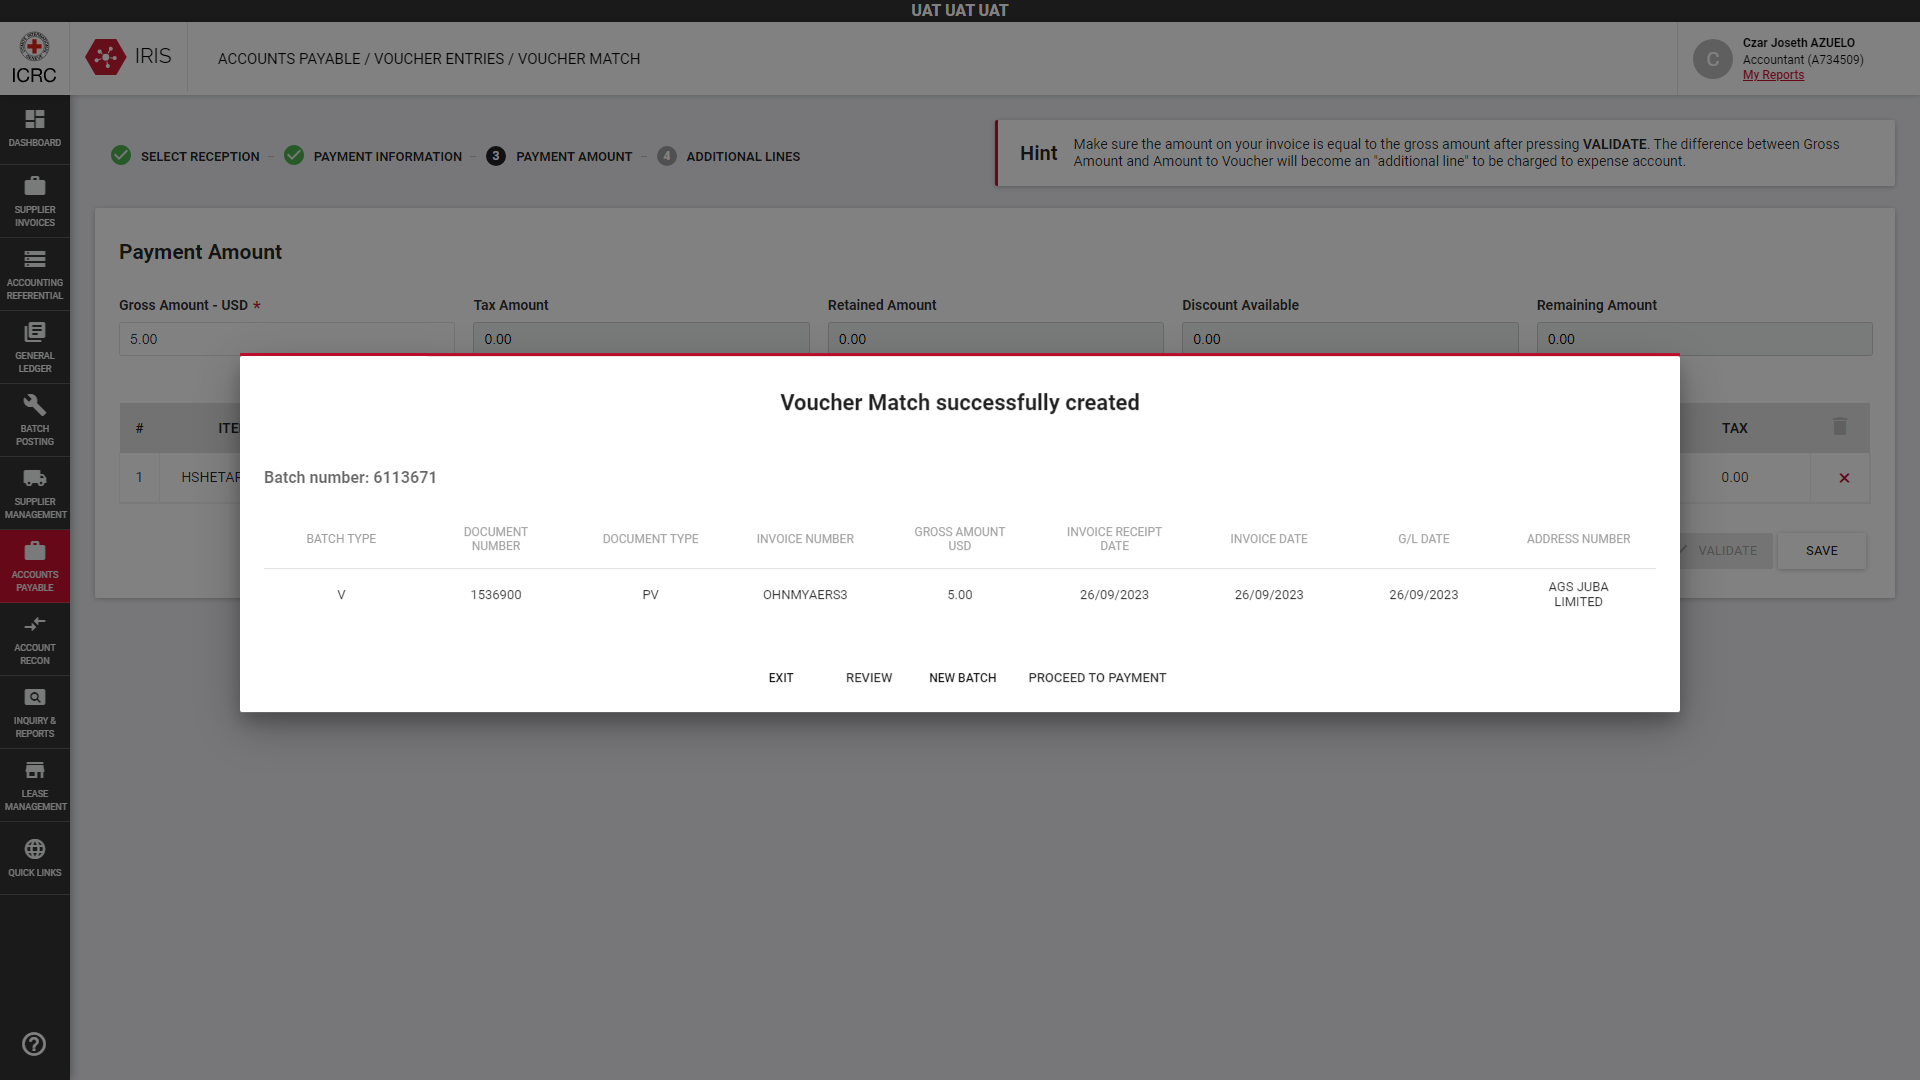 UAT UAT UAT
ICRC
IRIS
ACCOUNTS PAYABLE / VOUCHER ENTRIES / VOUCHER MATCH
C
Czar Joseth AZUELO
Accountant (A734509)
My Reports
DASHBOARD
SUPPLIER
INVOICES
ACCOUNTING
REFERENTIAL
GENERAL
LEDGER
BATCH
POSTING
SUPPLIER
MANAGEMENT
ACCOUNTS
PAYABLE
ACCOUNT
RECON
INQUIRY &
REPORTS
LEASE
MANAGEMENT
QUICK LINKS
SELECT RECEPTION
PAYMENT INFORMATION
3 PAYMENT AMOUNT
4 ADDITIONAL LINES
Hint
Make sure the amount on your invoice is equal to the gross amount after pressing VALIDATE. The difference between Gross
Amount and Amount to Voucher will become an "additional line" to be charged to expense account.
Payment Amount
Gross Amount - USD * Tax Amount Retained Amount Discount Available Remaining Amount
5.00 0.00 0.00 0.00 0.00
# TAX
1 HSHETA 0.00
VALIDATE SAVE
Voucher Match successfully created
Batch number: 6113671
BATCH TYPE
DOCUMENT
NUMBER
DOCUMENT TYPE
INVOICE NUMBER
GROSS AMOUNT
USD
INVOICE RECEIPT
DATE
INVOICE DATE
G/L DATE
ADDRESS NUMBER
V 1536900 PV OHNMYAERS3 5.00 26/09/2023 26/09/2023 26/09/2023
AGS JUBA
LIMITED
EXIT REVIEW NEW BATCH PROCEED TO PAYMENT